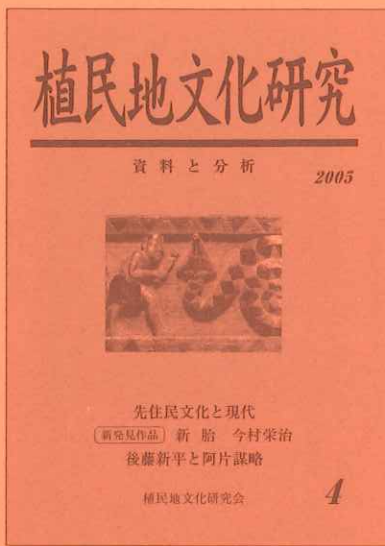 植民地文化研究
資料と分析
2005
先住民文化と現代
新発見作品 新胎 今村栄治
後藤新平と阿片謀略
植民地文化研究会 4